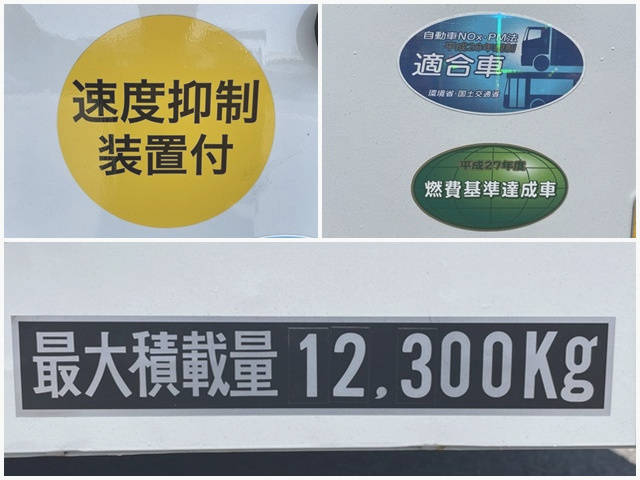 速度抑制
装置付
自動車NOx・PM法
適合車
環境省・国土交通省
平成27年度
燃費基準達成車
最大積載量 12,300Kg